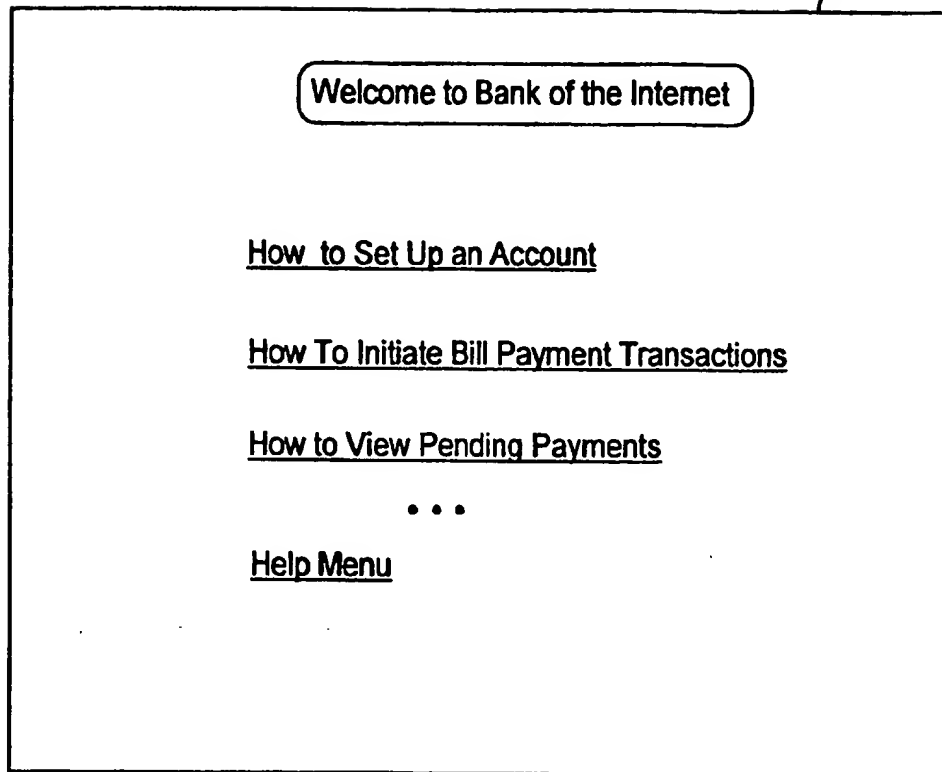 Welcome to Bank of the Internet
How to Set Up an Account
How To Initiate Bill Payment Transactions
How to View Pending Payments
• • •
Help Menu